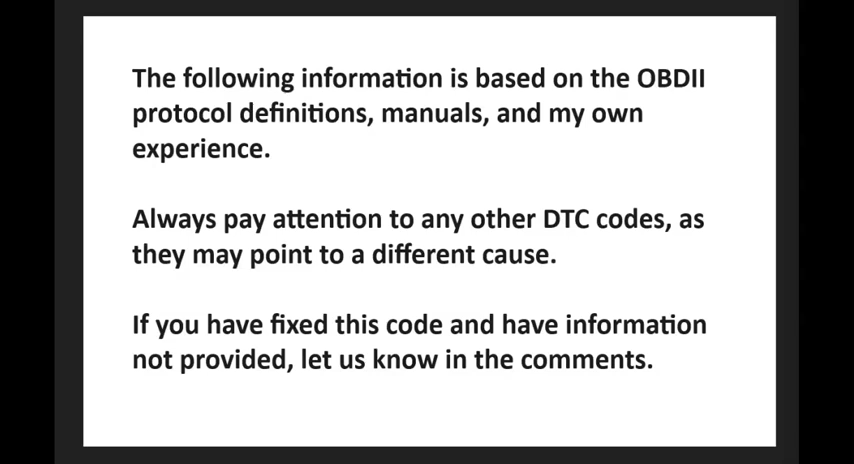 The following information is based on the OBDII
protocol definitions, manuals, and my own
experience.
Always pay attention to any other DTC codes, as
they may point to a different cause.
If you have fixed this code and have information
not provided, let us know in the comments.